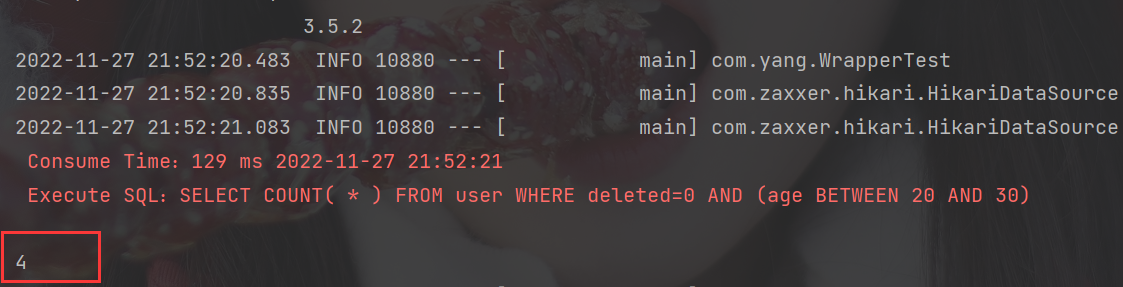 3.5.2
2022-11-27 21:52:20.483  INFO 10880 --- [           main] com.yang.WrapperTest
2022-11-27 21:52:20.835  INFO 10880 --- [           main] com.zaxxer.hikari.HikariDataSource
2022-11-27 21:52:21.083  INFO 10880 --- [           main] com.zaxxer.hikari.HikariDataSource
Consume Time：129 ms 2022-11-27 21:52:21
Execute SQL：SELECT COUNT( * ) FROM user WHERE deleted=0 AND (age BETWEEN 20 AND 30)
4